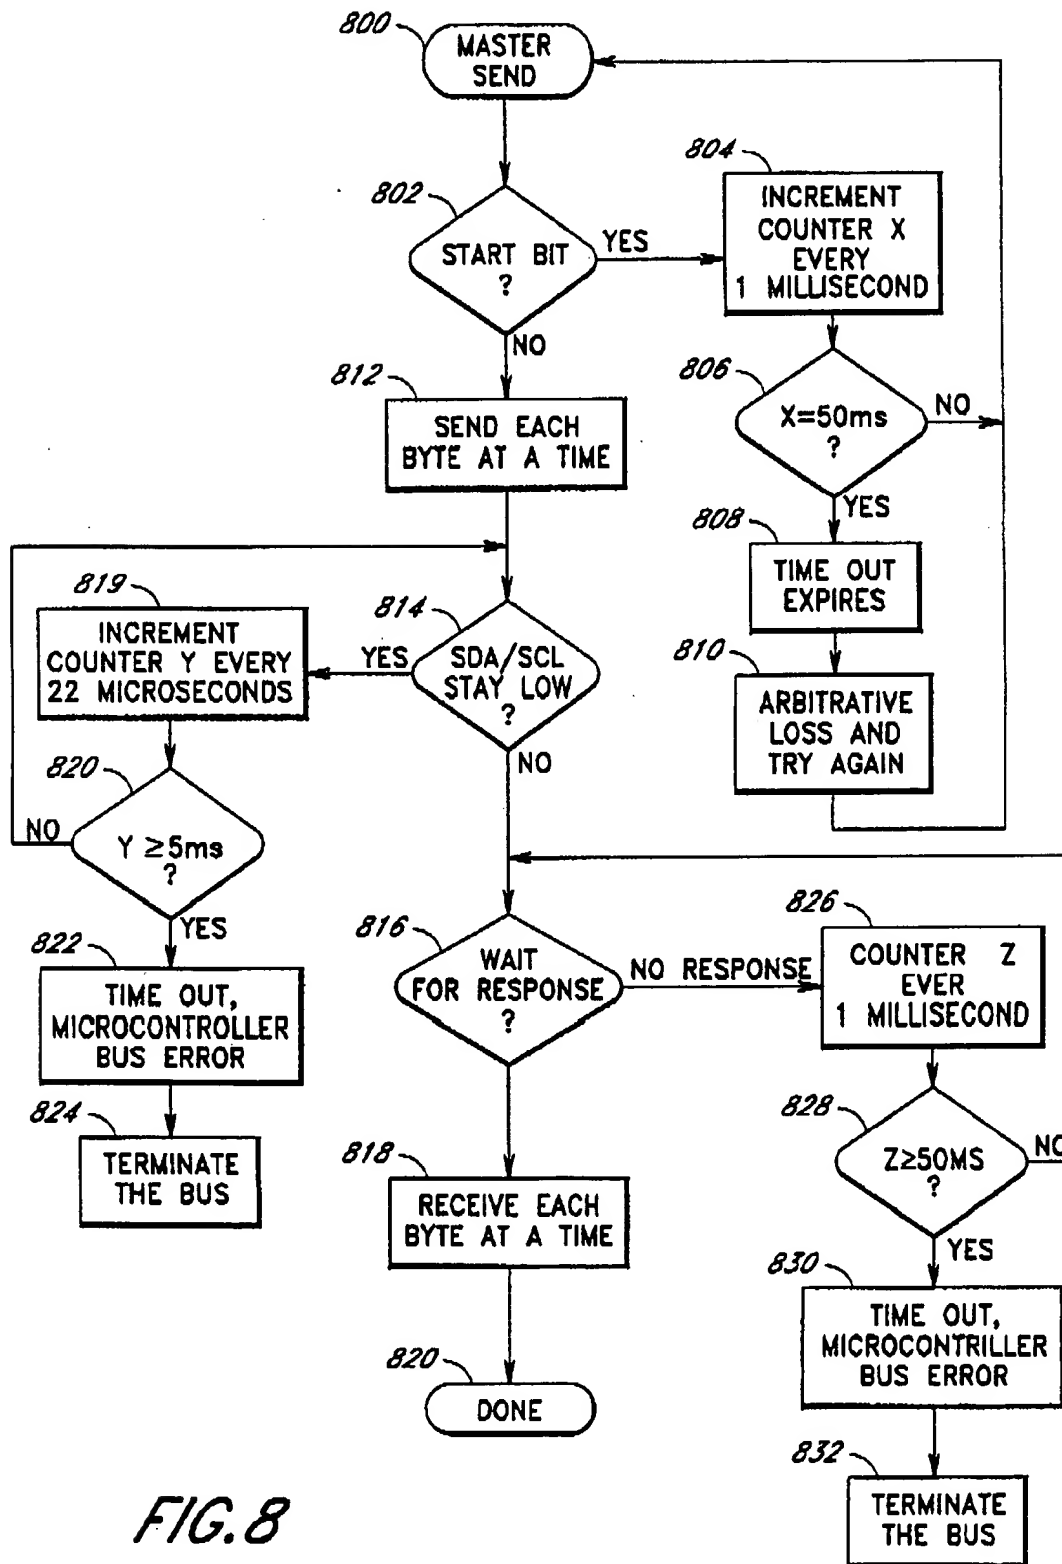 800
MASTER
SEND
802
START BIT
?
YES
NO
804
INCREMENT
COUNTER X
EVERY
1 MILLISECOND
806
X=50ms
?
NO
YES
808
TIME OUT
EXPIRES
810
ARBITRATIVE
LOSS AND
TRY AGAIN
812
SEND EACH
BYTE AT A TIME
814
SDA/SCL
STAY LOW
?
YES
NO
819
INCREMENT
COUNTER Y EVERY
22 MICROSECONDS
820
Y ≥5ms
?
NO
YES
822
TIME OUT,
MICROCONTROLLER
BUS ERROR
824
TERMINATE
THE BUS
816
WAIT
FOR RESPONSE
?
NO RESPONSE
826
COUNTER Z
EVER
1 MILLISECOND
828
Z≥50MS
?
NO
YES
830
TIME OUT,
MICROCONTRILLER
BUS ERROR
832
TERMINATE
THE BUS
818
RECEIVE EACH
BYTE AT A TIME
820
DONE
FIG.8